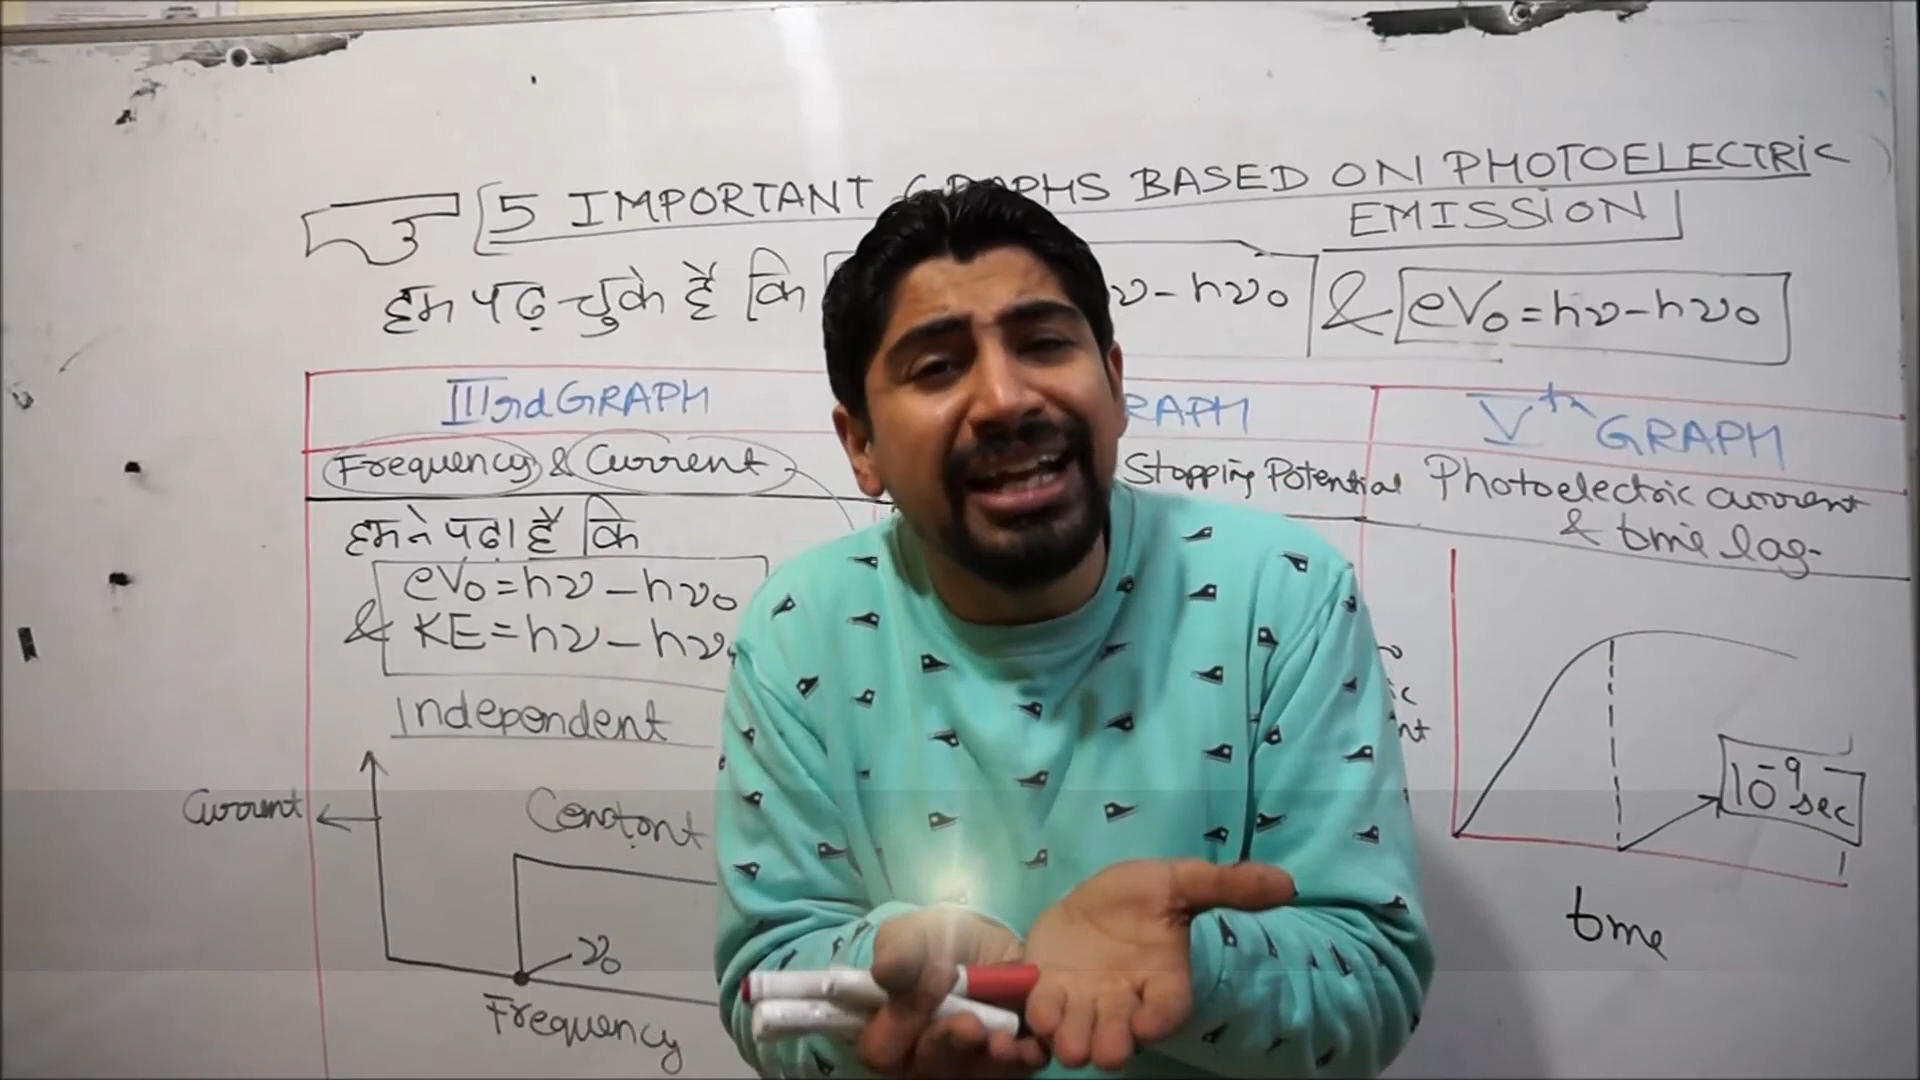 5 IMPORTANT GRAPHS BASED ON PHOTOELECTRIC
EMISSION
हम पढ़ चुके हैं कि ν-hν₀ & eV₀=hν-hν₀
IIIrd GRAPH
Vth GRAPH
Frequency & Current
Stopping Potential
Photoelectric current
& time lag
हमने पढ़ा है कि
eV₀=hν-hν₀
& KE=hν-hν
Independent
Current
Constant
ν₀
Frequency
10⁻⁹ sec
time